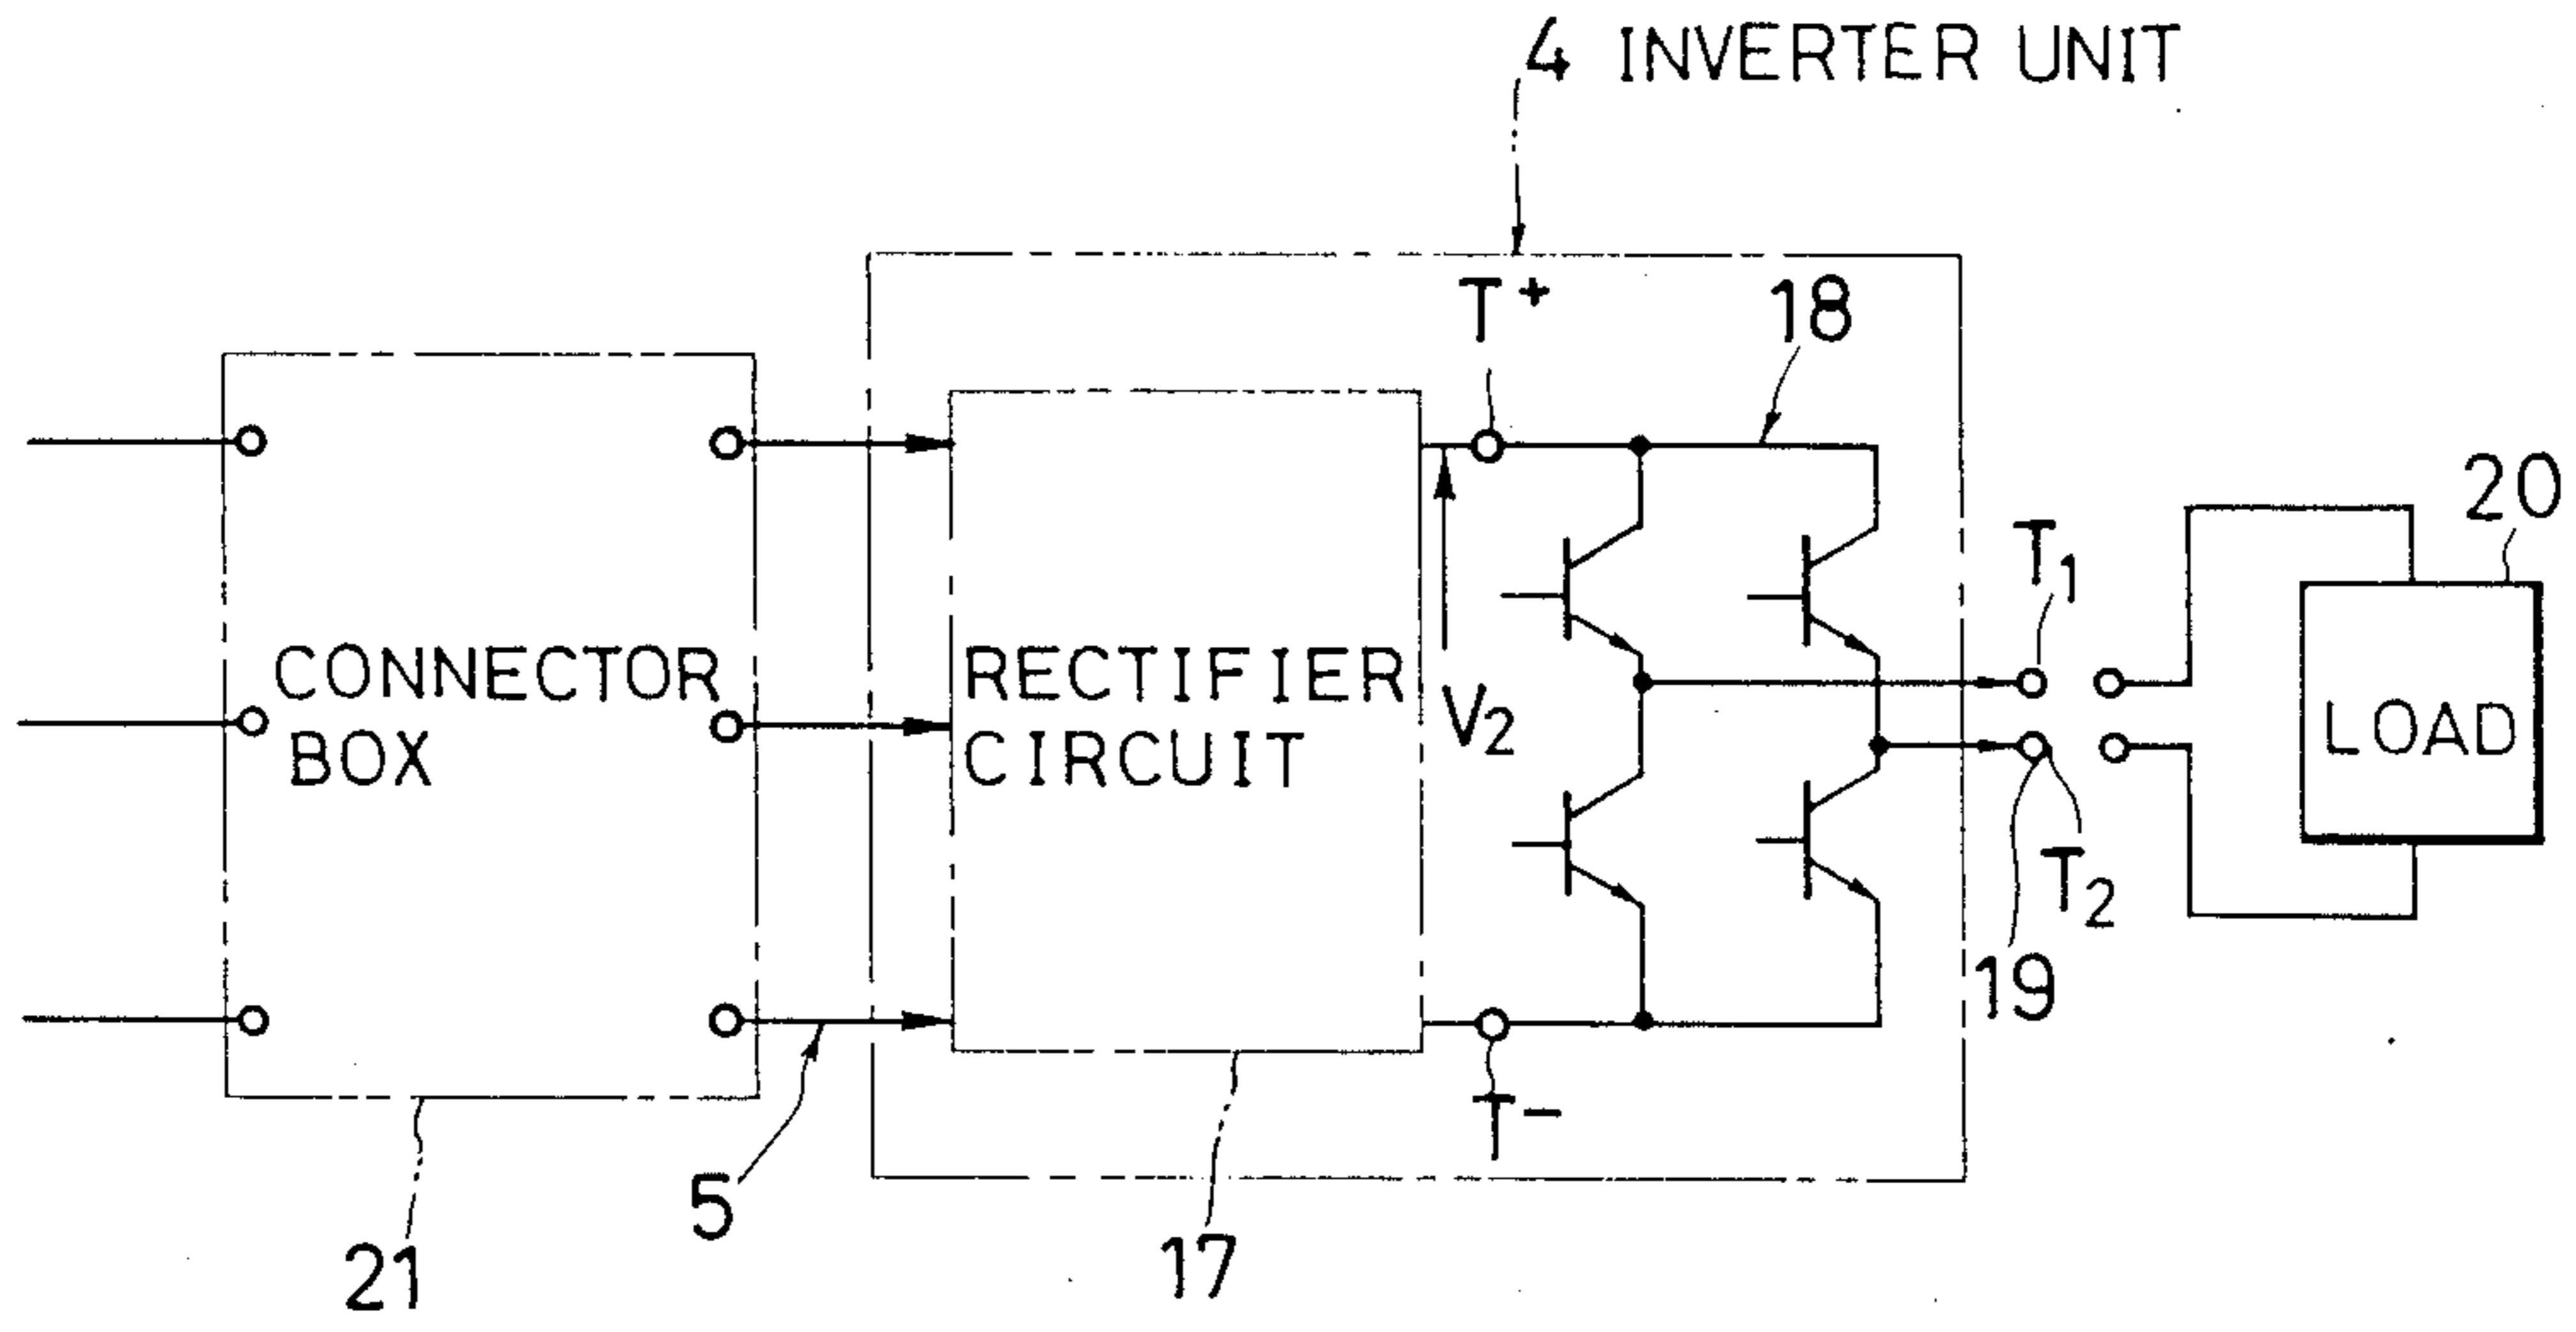 4 INVERTER UNIT
T+
18
20
T1
CONNECTOR
BOX
RECTIFIER
CIRCUIT
V2
LOAD
T2
19
T-
5
21
17